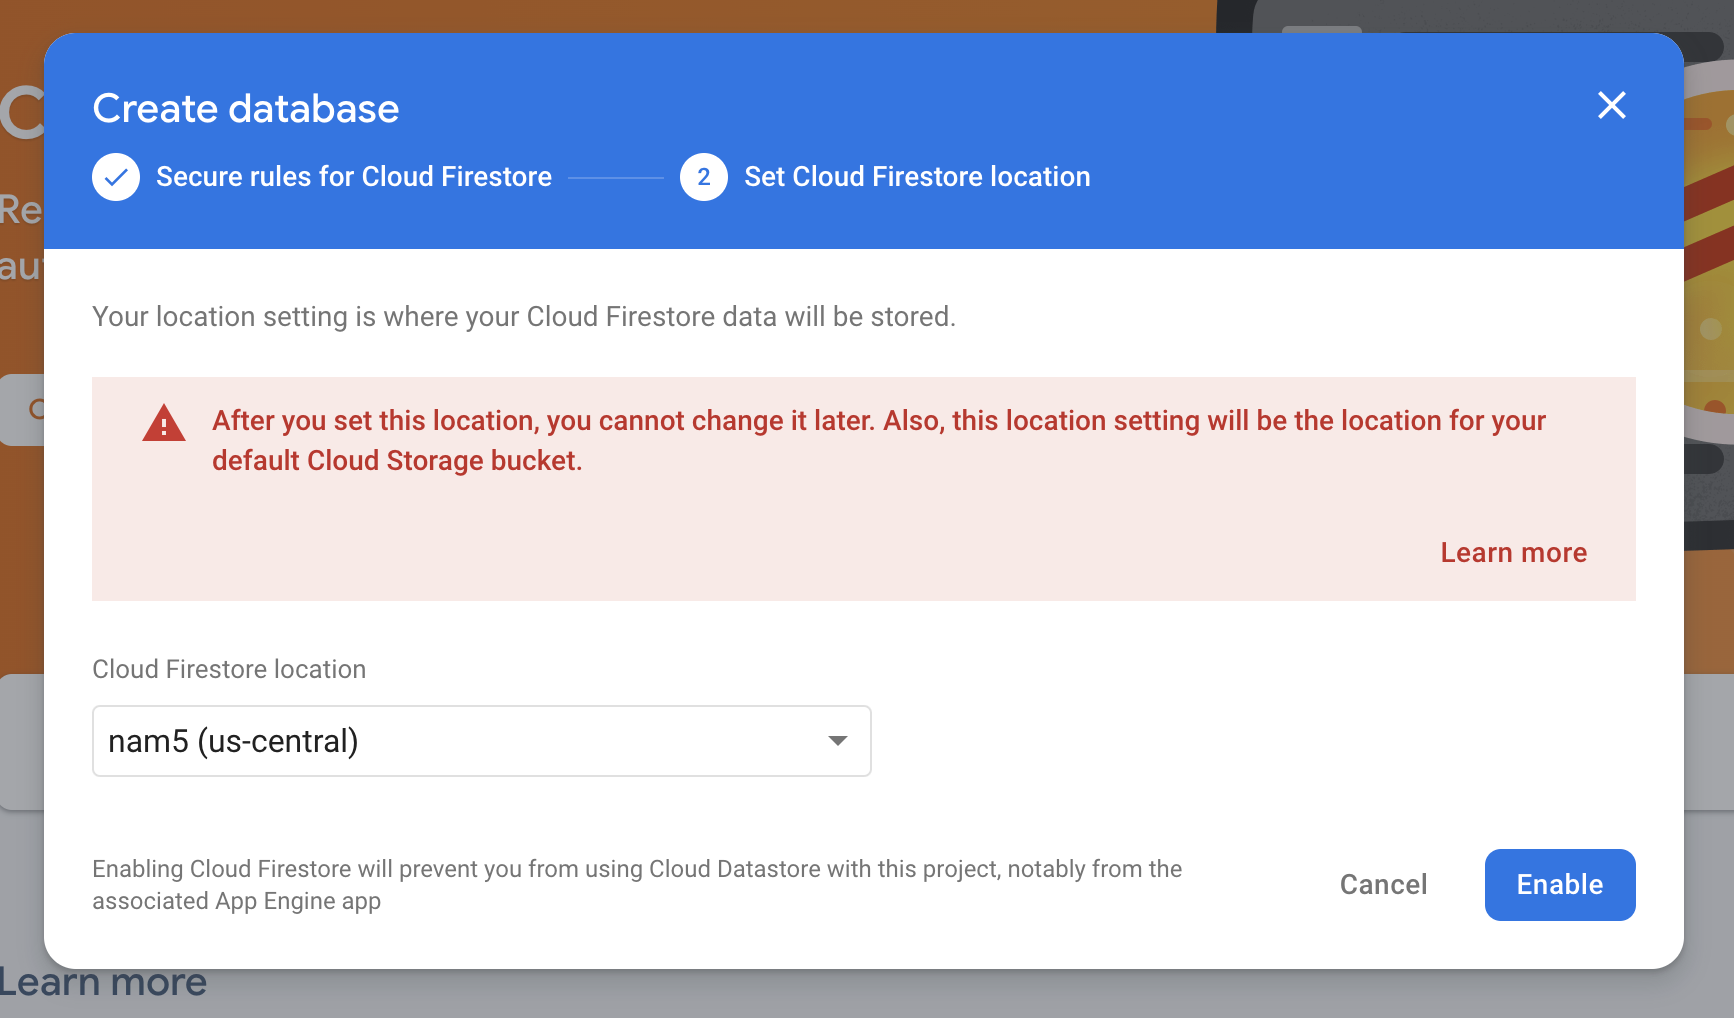 Create database
Secure rules for Cloud Firestore
2 Set Cloud Firestore location
Your location setting is where your Cloud Firestore data will be stored.
After you set this location, you cannot change it later. Also, this location setting will be the location for your
default Cloud Storage bucket.
Learn more
Cloud Firestore location
nam5 (us-central)
Enabling Cloud Firestore will prevent you from using Cloud Datastore with this project, notably from the
associated App Engine app
Cancel
Enable
Learn more